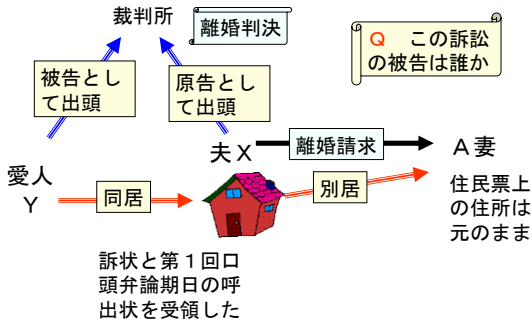 裁判所
離婚判決
Q　この訴訟
の被告は誰か
被告とし
て出頭
原告とし
て出頭
夫X
離婚請求
A妻
愛人
Y
同居
別居
住民票上
の住所は
元のまま
訴状と第１回口
頭弁論期日の呼
出状を受領した